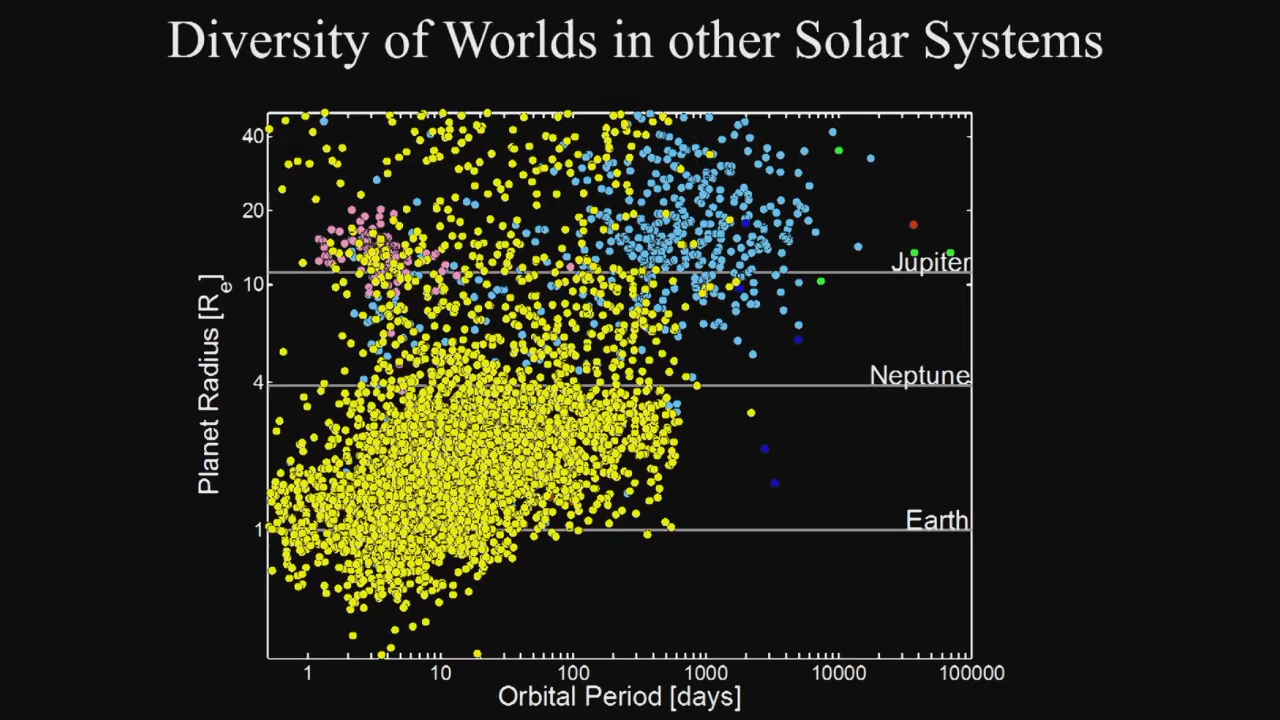 Diversity of Worlds in other Solar Systems
40
20
10
4
1
Planet Radius [Re]
Jupiter
Neptune
Earth
1 10 100 1000 10000 100000
Orbital Period [days]